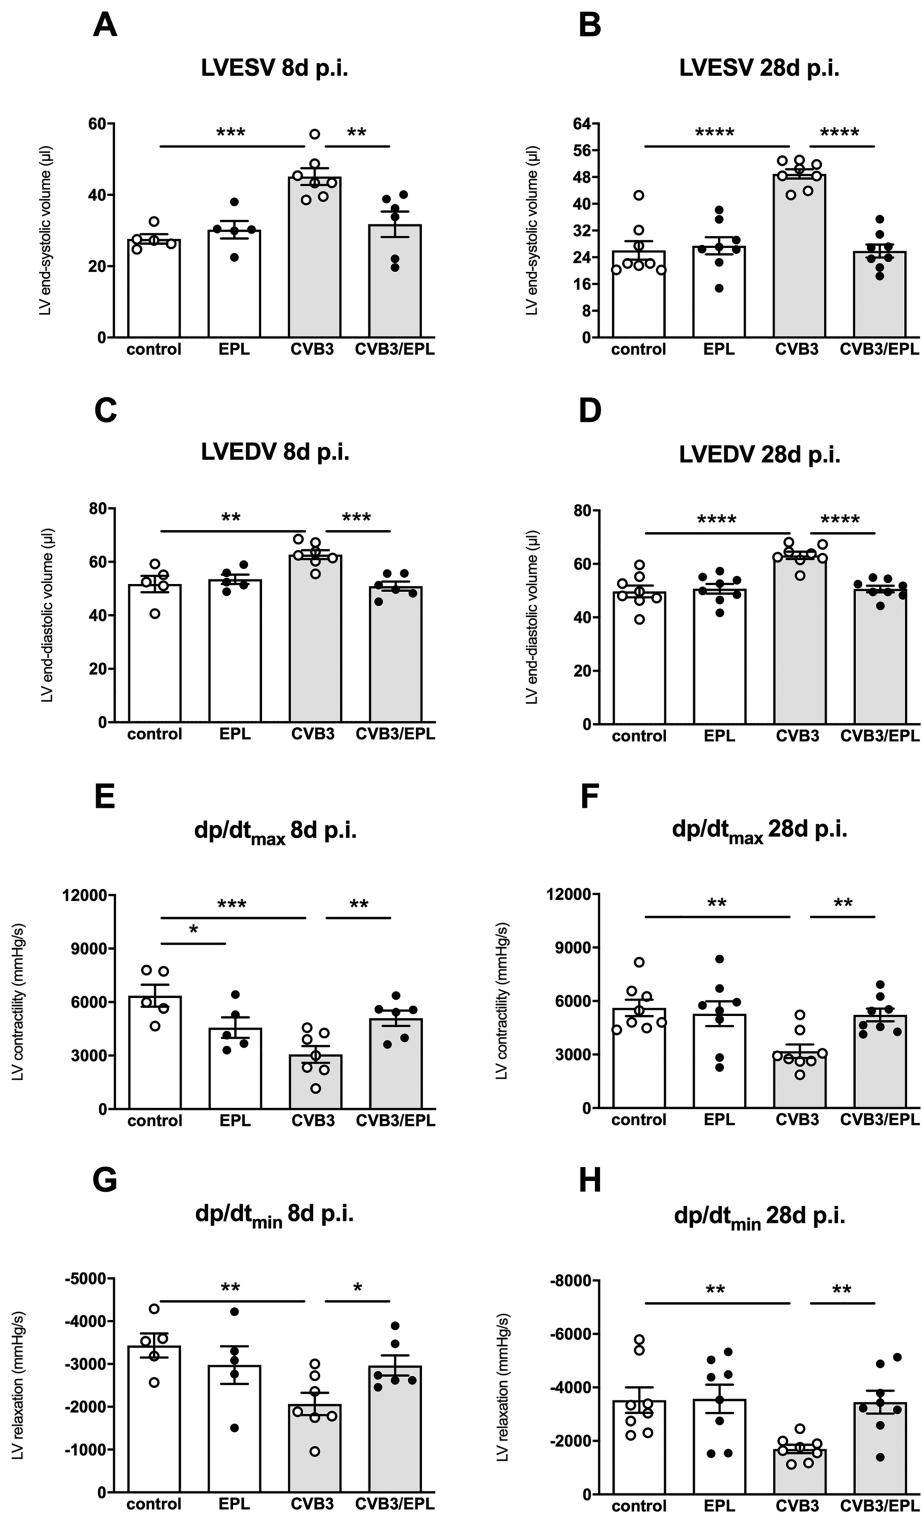 A
LVESV 8d p.i.
LV end-systolic volume (µl)
60
40
20
0
***
**
control EPL CVB3 CVB3/EPL
B
LVESV 28d p.i.
LV end-systolic volume (µl)
64
56
48
40
32
24
16
8
0
****
****
control EPL CVB3 CVB3/EPL
C
LVEDV 8d p.i.
LV end-diastolic volume (µl)
80
60
40
20
0
**
***
control EPL CVB3 CVB3/EPL
D
LVEDV 28d p.i.
LV end-diastolic volume (µl)
80
60
40
20
0
****
****
control EPL CVB3 CVB3/EPL
E
dp/dtmax 8d p.i.
LV contractility (mmHg/s)
12000
9000
6000
3000
0
***
**
*
control EPL CVB3 CVB3/EPL
F
dp/dtmax 28d p.i.
LV contractility (mmHg/s)
12000
9000
6000
3000
0
**
**
control EPL CVB3 CVB3/EPL
G
dp/dtmin 8d p.i.
LV relaxation (mmHg/s)
-5000
-4000
-3000
-2000
-1000
0
**
*
control EPL CVB3 CVB3/EPL
H
dp/dtmin 28d p.i.
LV relaxation (mmHg/s)
-8000
-6000
-4000
-2000
0
**
**
control EPL CVB3 CVB3/EPL